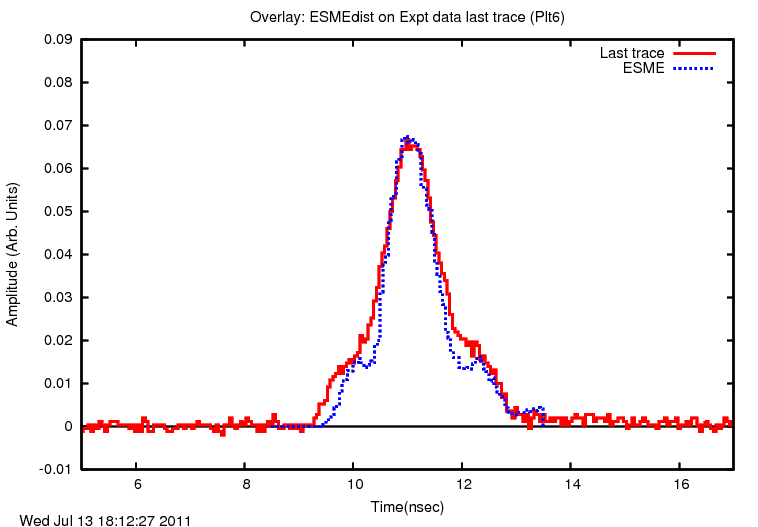 Overlay: ESMEdist on Expt data last trace (Plt6)
0.09
0.08
0.07
0.06
0.05
0.04
0.03
0.02
0.01
0
-0.01
Last trace
ESME
Amplitude (Arb. Units)
6 8 10 12 14 16
Time(nsec)
Wed Jul 13 18:12:27 2011